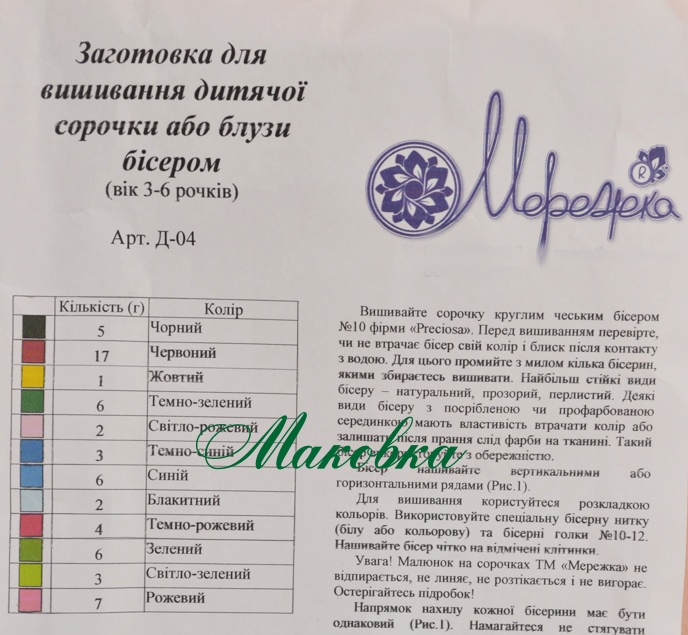 Заготовка для
вишивання дитячої
сорочки або блузи
бісером
(вік 3-6 рочків)
Арт. Д-04
Мережка
R
Кількість (г) Колір
5 Чорний
17 Червоний
1 Жовтий
6 Темно-зелений
2 Світло-рожевий
3 Темно-синій
6 Синій
2 Блакитний
4 Темно-рожевий
6 Зелений
3 Світло-зелений
7 Рожевий
Маковка
Вишивайте сорочку круглим чеським бісером
№10 фірми «Preciosa». Перед вишиванням перевірте,
чи не втрачає бісер свій колір і блиск після контакту
з водою. Для цього промийте з милом кілька бісерин,
якими збираєтесь вишивати. Найбільш стійкі види
бісеру – натуральний, прозорий, перлистий. Деякі
види бісеру з посрібленою чи профарбованою
серединкою мають властивість втрачати колір або
залишати після прання слід фарби на тканині. Такий
бісер з обережністю.
Бісер нашивайте вертикальними або
горизонтальними рядами (Рис.1).
Для вишивання користуйтеся розкладкою
кольорів. Використовуйте спеціальну бісерну нитку
(білу або кольорову) та бісерні голки №10-12.
Нашивайте бісер чітко на відмічені клітинки.
Увага! Малюнок на сорочках ТМ «Мережка» не
відпирається, не линяє, не розтікається і не вигорає.
Остерігайтесь підробок!
Напрямок нахилу кожної бісерини має бути
однаковий (Рис.1). Намагайтеся не стягувати